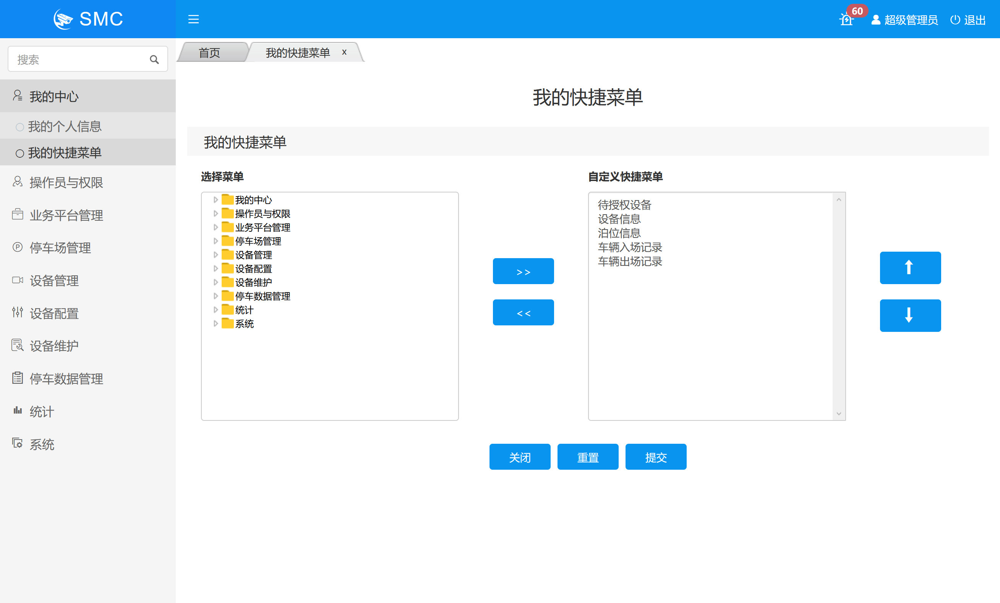 SMC
60
超级管理员
退出
搜索
首页
我的快捷菜单 x
我的中心
我的个人信息
我的快捷菜单
操作员与权限
业务平台管理
停车场管理
设备管理
设备配置
设备维护
停车数据管理
统计
系统
我的快捷菜单
我的快捷菜单
选择菜单
我的中心
操作员与权限
业务平台管理
停车场管理
设备管理
设备配置
设备维护
停车数据管理
统计
系统
>>
<<
自定义快捷菜单
待授权设备
设备信息
泊位信息
车辆入场记录
车辆出场记录
关闭
重置
提交